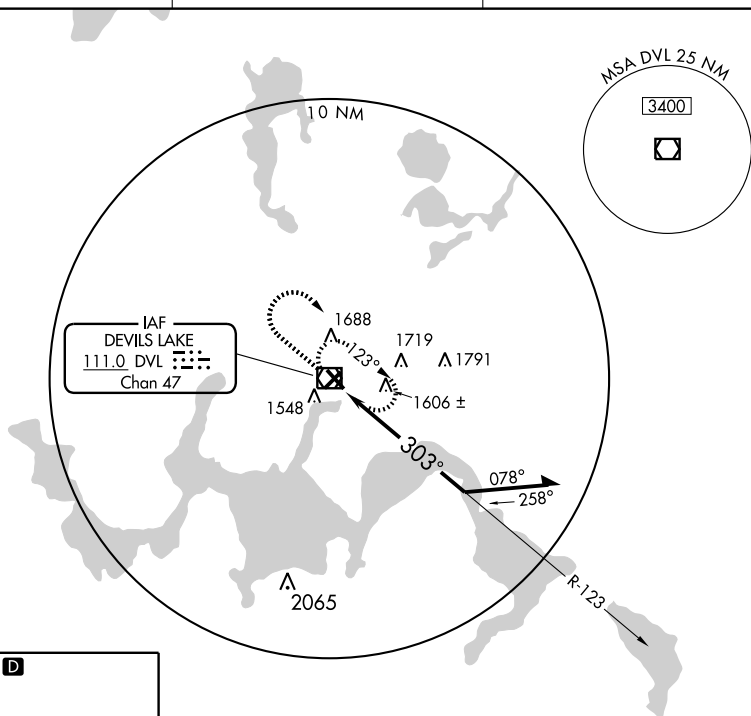 MSA DVL 25 NM
3400
10 NM
IAF
DEVILS LAKE
111.0 DVL
Chan 47
1688
1719
1791
123°
1606 ±
1548
303°
078°
258°
R-123
2065
D